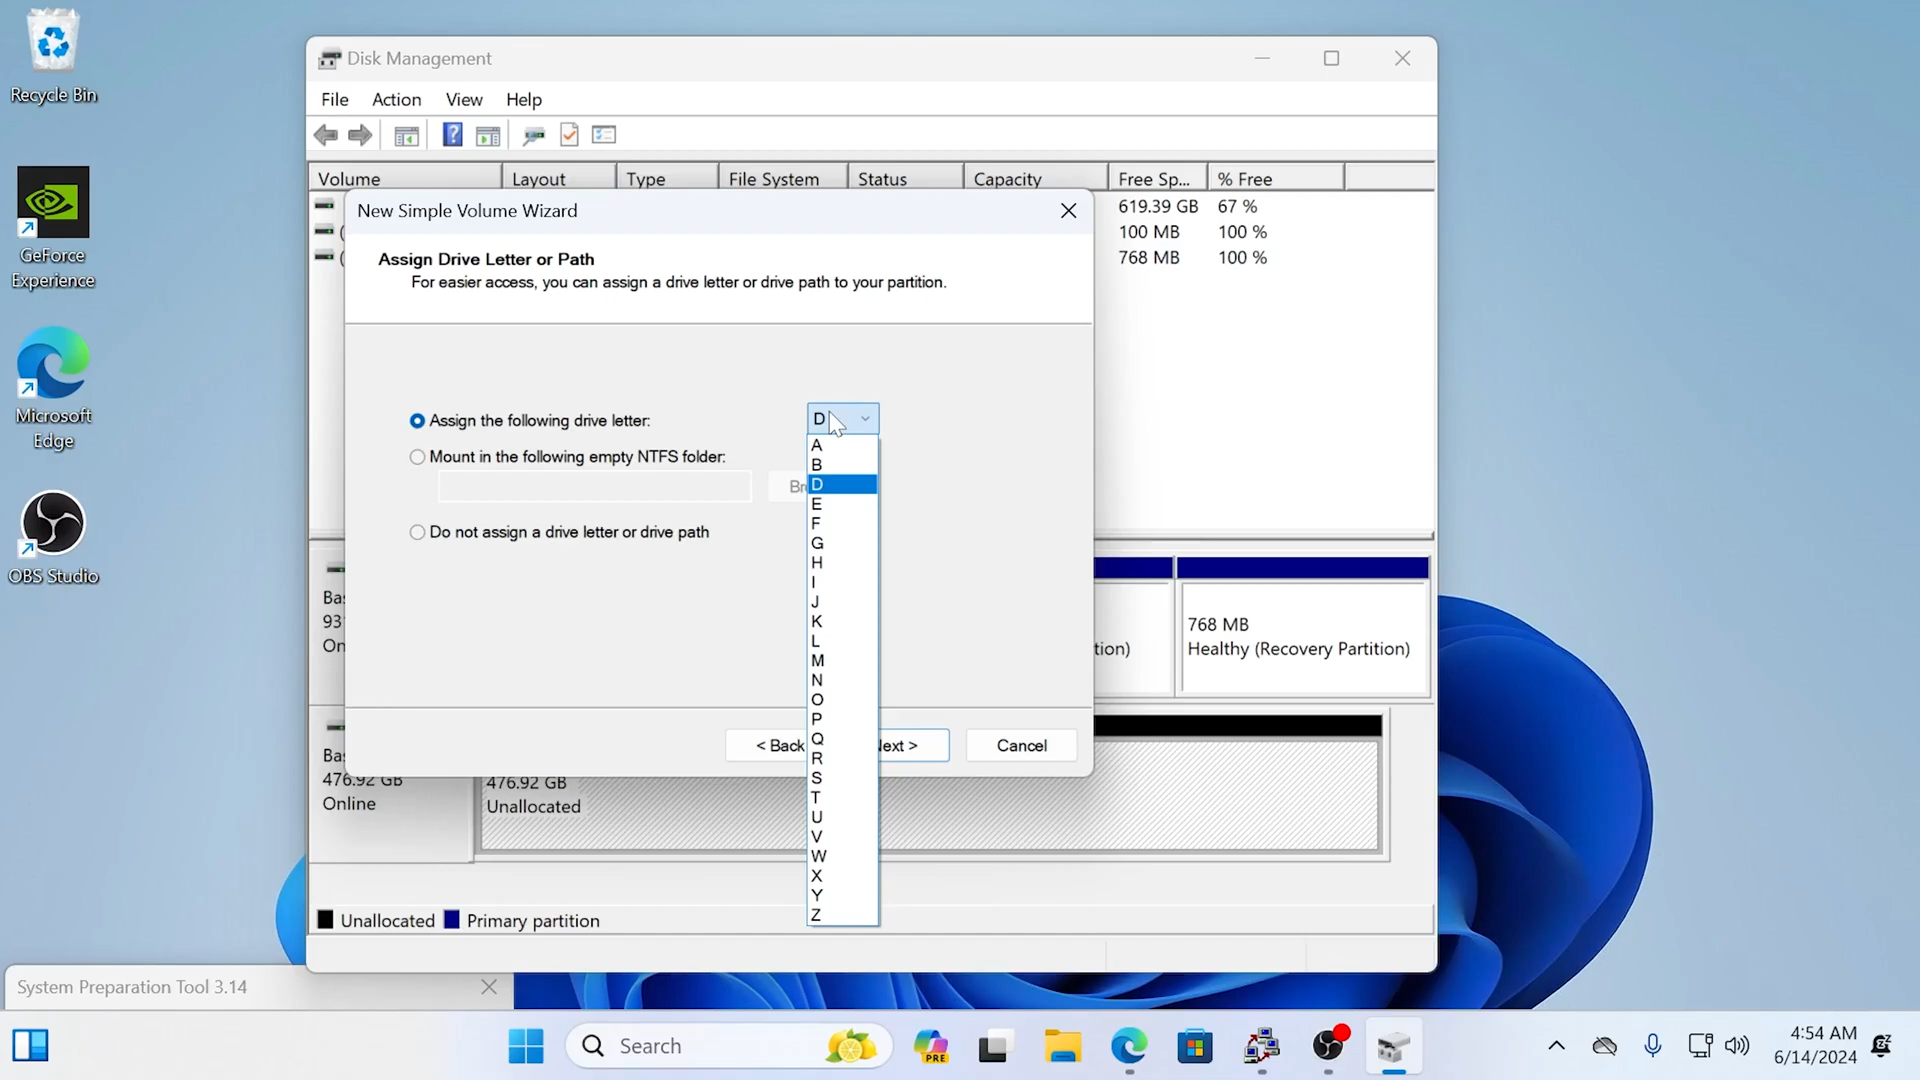 Recycle Bin
GeForce
Experience
Microsoft
Edge
OBS Studio
Disk Management
File Action View Help
Volume Layout Type File System Status Capacity Free Sp... % Free
619.39 GB 67 %
100 MB 100 %
768 MB 100 %
New Simple Volume Wizard
Assign Drive Letter or Path
For easier access, you can assign a drive letter or drive path to your partition.
Assign the following drive letter: D
Mount in the following empty NTFS folder:
Do not assign a drive letter or drive path
A
B
D
E
F
G
H
I
J
K
L
M
N
O
P
Q
R
S
T
U
V
W
X
Y
Z
< Back Next > Cancel
768 MB
Healthy (Recovery Partition)
476.92 GB
Online
476.92 GB
Unallocated
Unallocated Primary partition
System Preparation Tool 3.14
Search
PRE
4:54 AM
6/14/2024